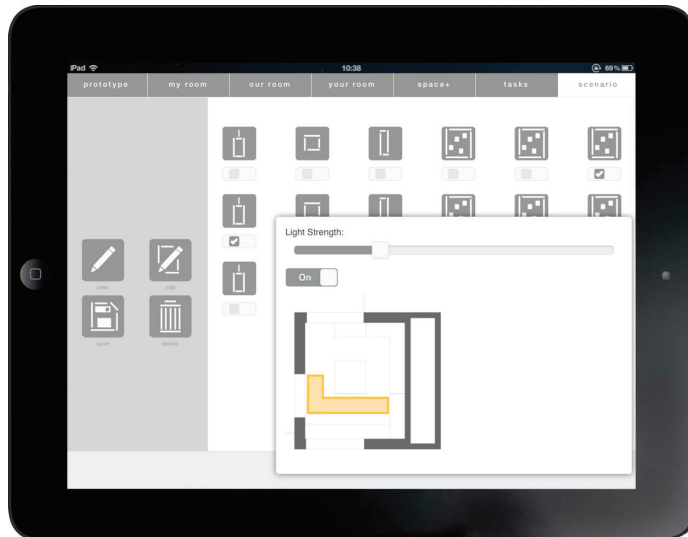 iPad 10:38 69 %
prototype my room our room your room space+ tasks scenario
Light Strength:
On
new edit
save delete